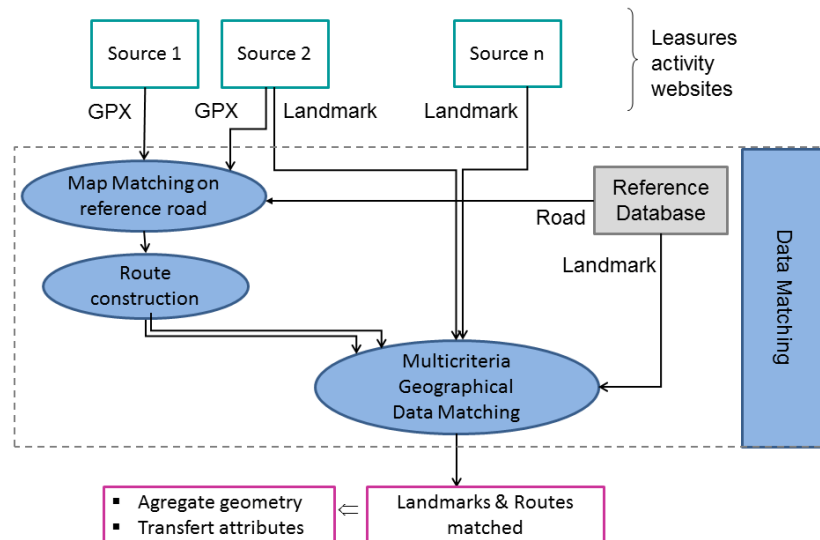 Source 1
Source 2
Source n
Leasures
activity
websites
GPX
GPX
Landmark
Landmark
Map Matching on
reference road
Reference
Database
Road
Landmark
Route
construction
Data Matching
Multicriteria
Geographical
Data Matching
▪ Agregate geometry
▪ Transfert attributes
⇐
Landmarks & Routes
matched